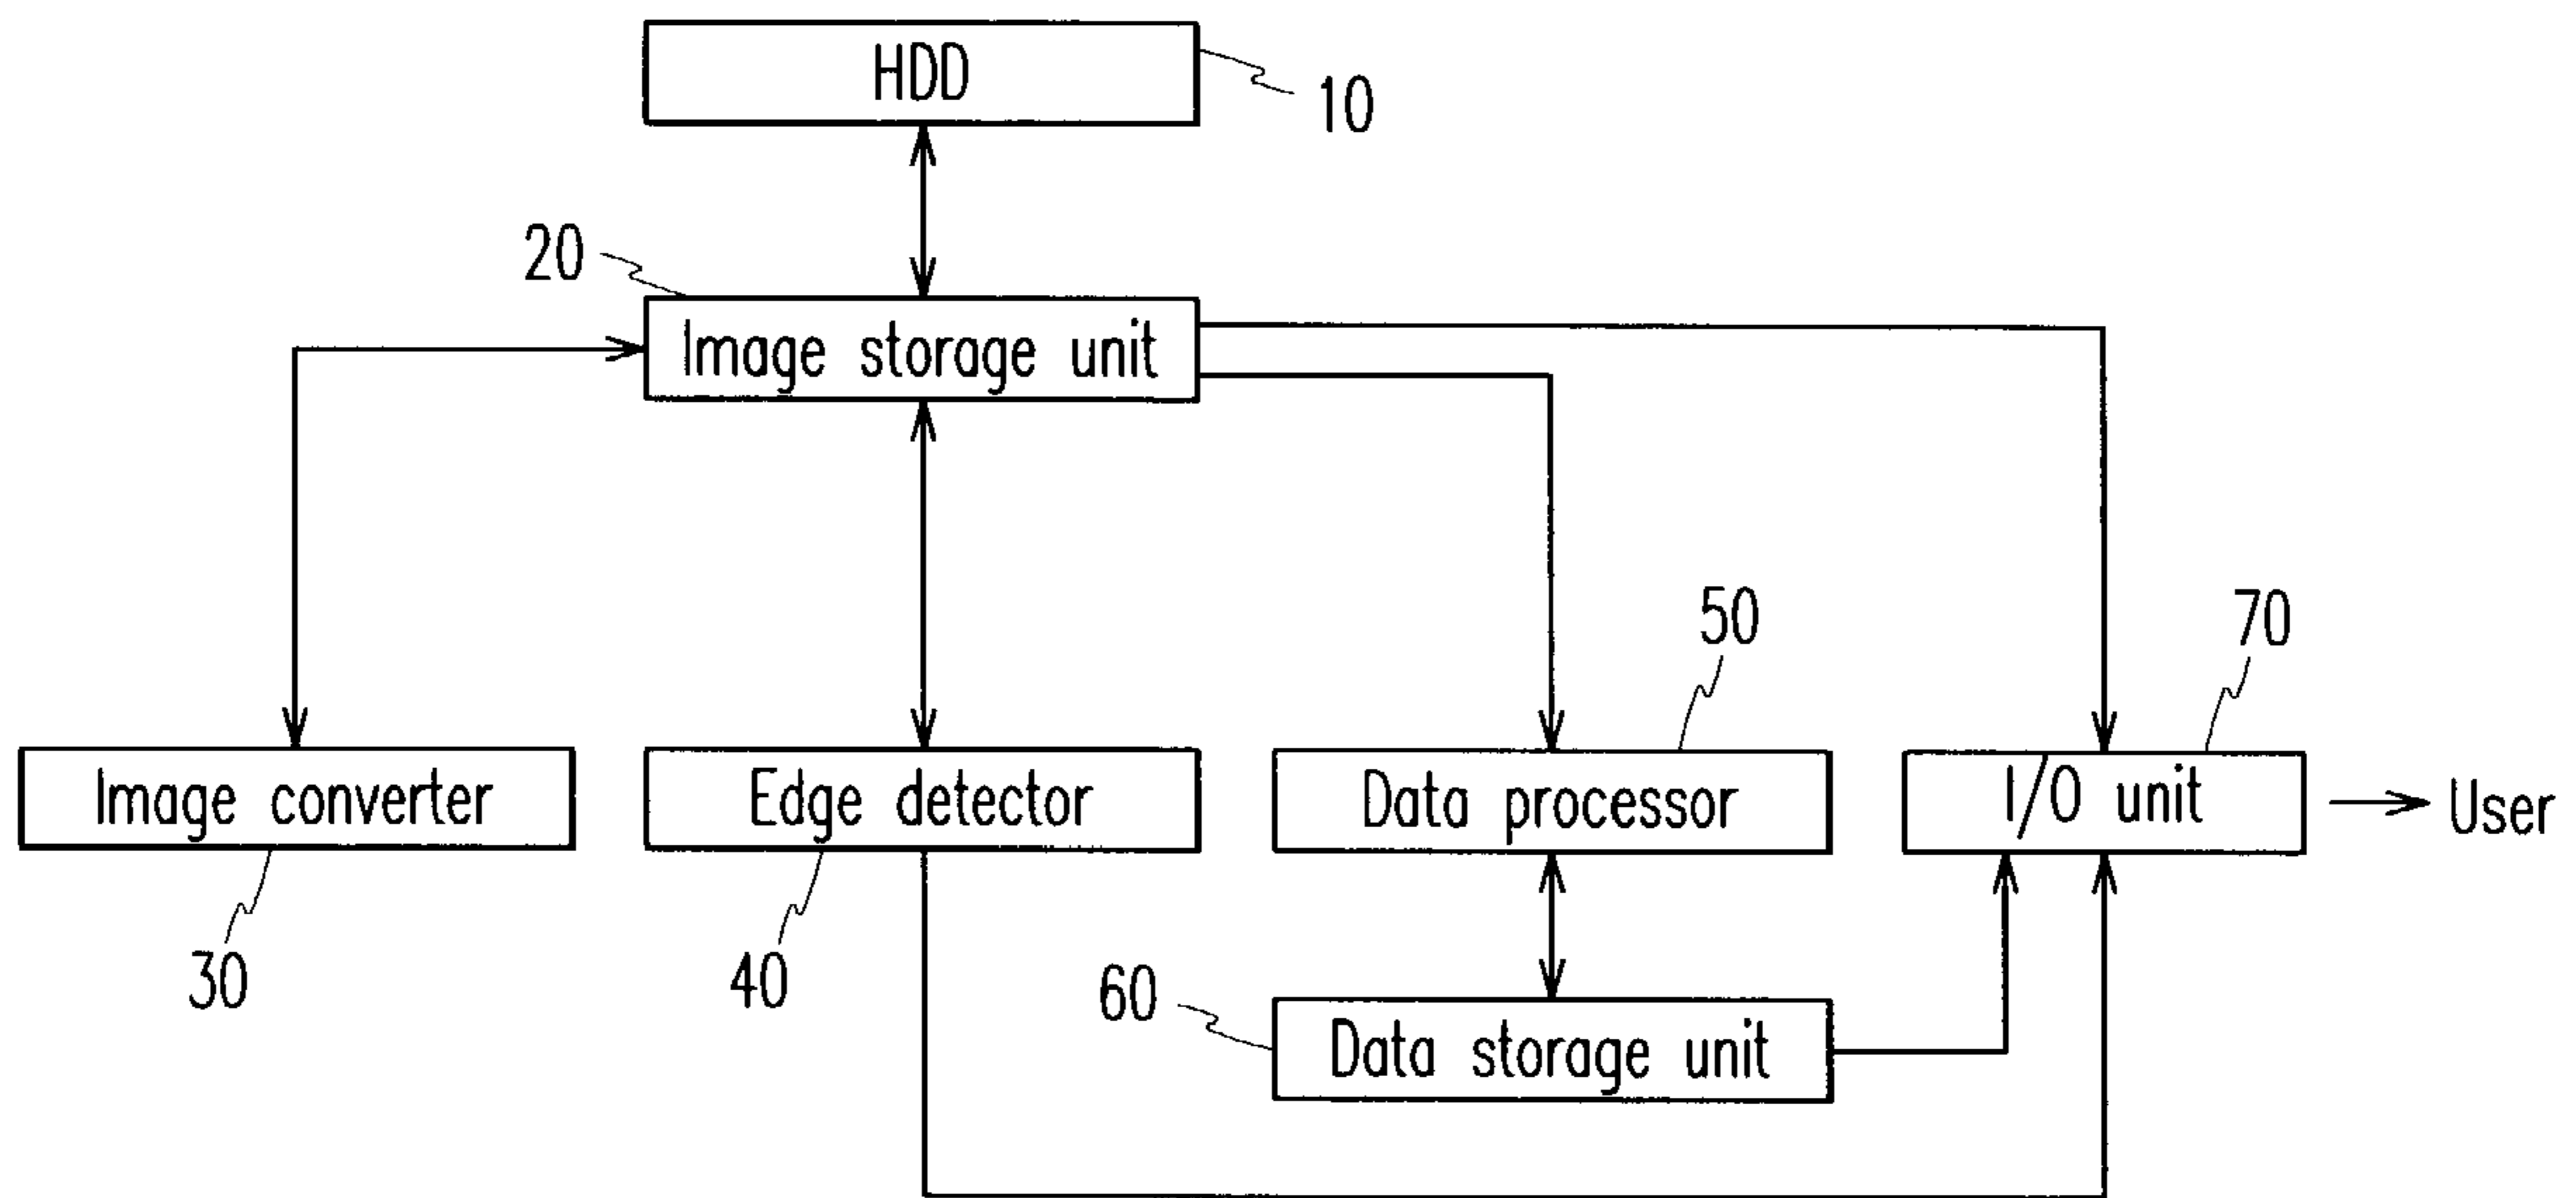 HDD
10
20
Image storage unit
50
70
Image converter
Edge detector
Data processor
I/O unit
User
30
40
60
Data storage unit